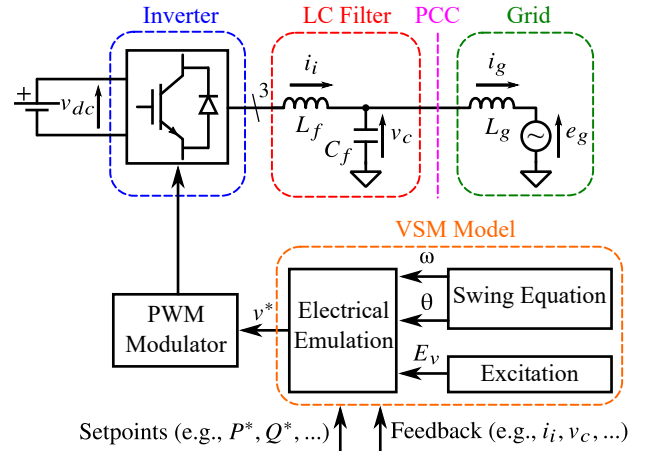 Inverter
LC Filter
PCC
Grid
+
v_dc
3
i_i
L_f
C_f
v_c
i_g
L_g
~
e_g
VSM Model
PWM
Modulator
v*
Electrical
Emulation
ω
θ
E_v
Swing Equation
Excitation
Setpoints (e.g., P*, Q*, ...)
Feedback (e.g., i_i, v_c, ...)